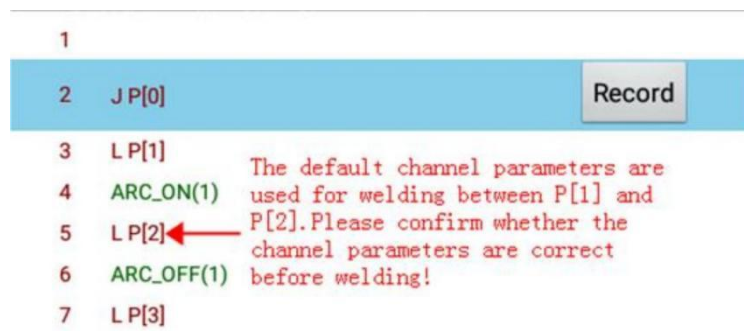 1
2 J P[0] Record
3 L P[1]
4 ARC_ON(1)
5 L P[2]
6 ARC_OFF(1)
7 L P[3]
The default channel parameters are
used for welding between P[1] and
P[2].Please confirm whether the
channel parameters are correct
before welding!